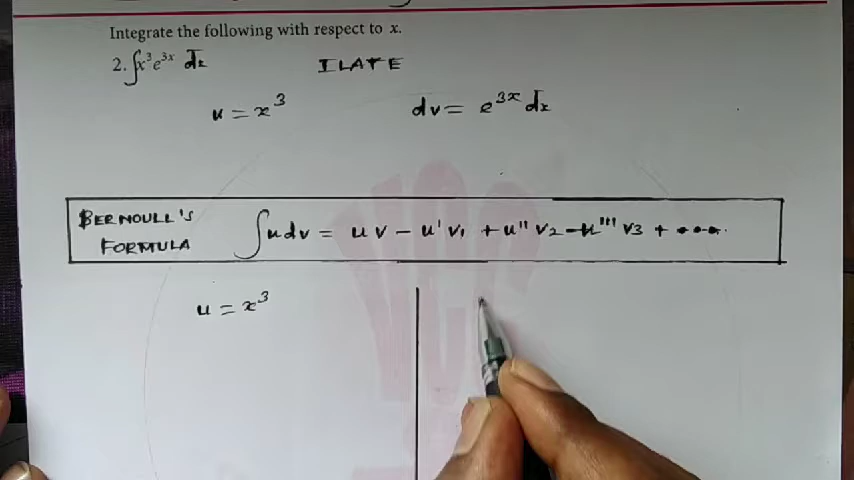 Integrate the following with respect to x.
2. ∫x³e³ˣ dx ILATE
u = x³ dv = e³ˣ dx
BERNOULL'S FORMULA ∫udv = uv − u'v₁ + u''v₂ − u'''v₃ + ....
u = x³